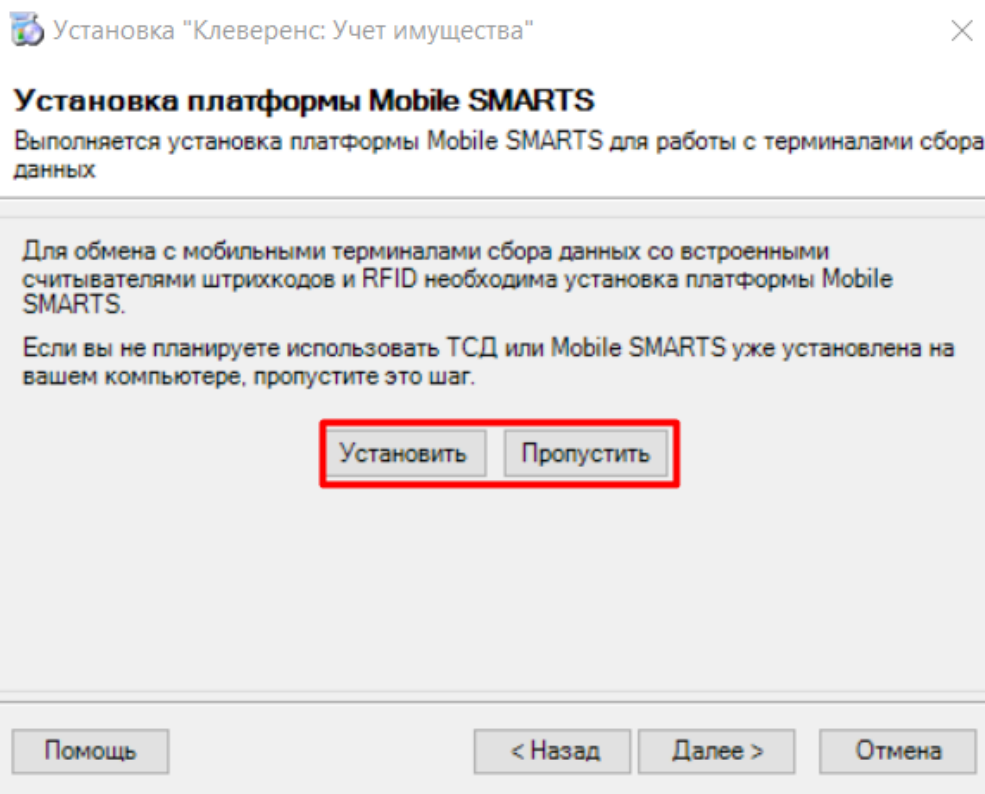 Установка "Клеверенс: Учет имущества"
Установка платформы Mobile SMARTS
Выполняется установка платформы Mobile SMARTS для работы с терминалами сбора
данных
Для обмена с мобильными терминалами сбора данных со встроенными
считывателями штрихкодов и RFID необходима установка платформы Mobile
SMARTS.
Если вы не планируете использовать ТСД или Mobile SMARTS уже установлена на
вашем компьютере, пропустите это шаг.
Установить Пропустить
Помощь < Назад Далее > Отмена